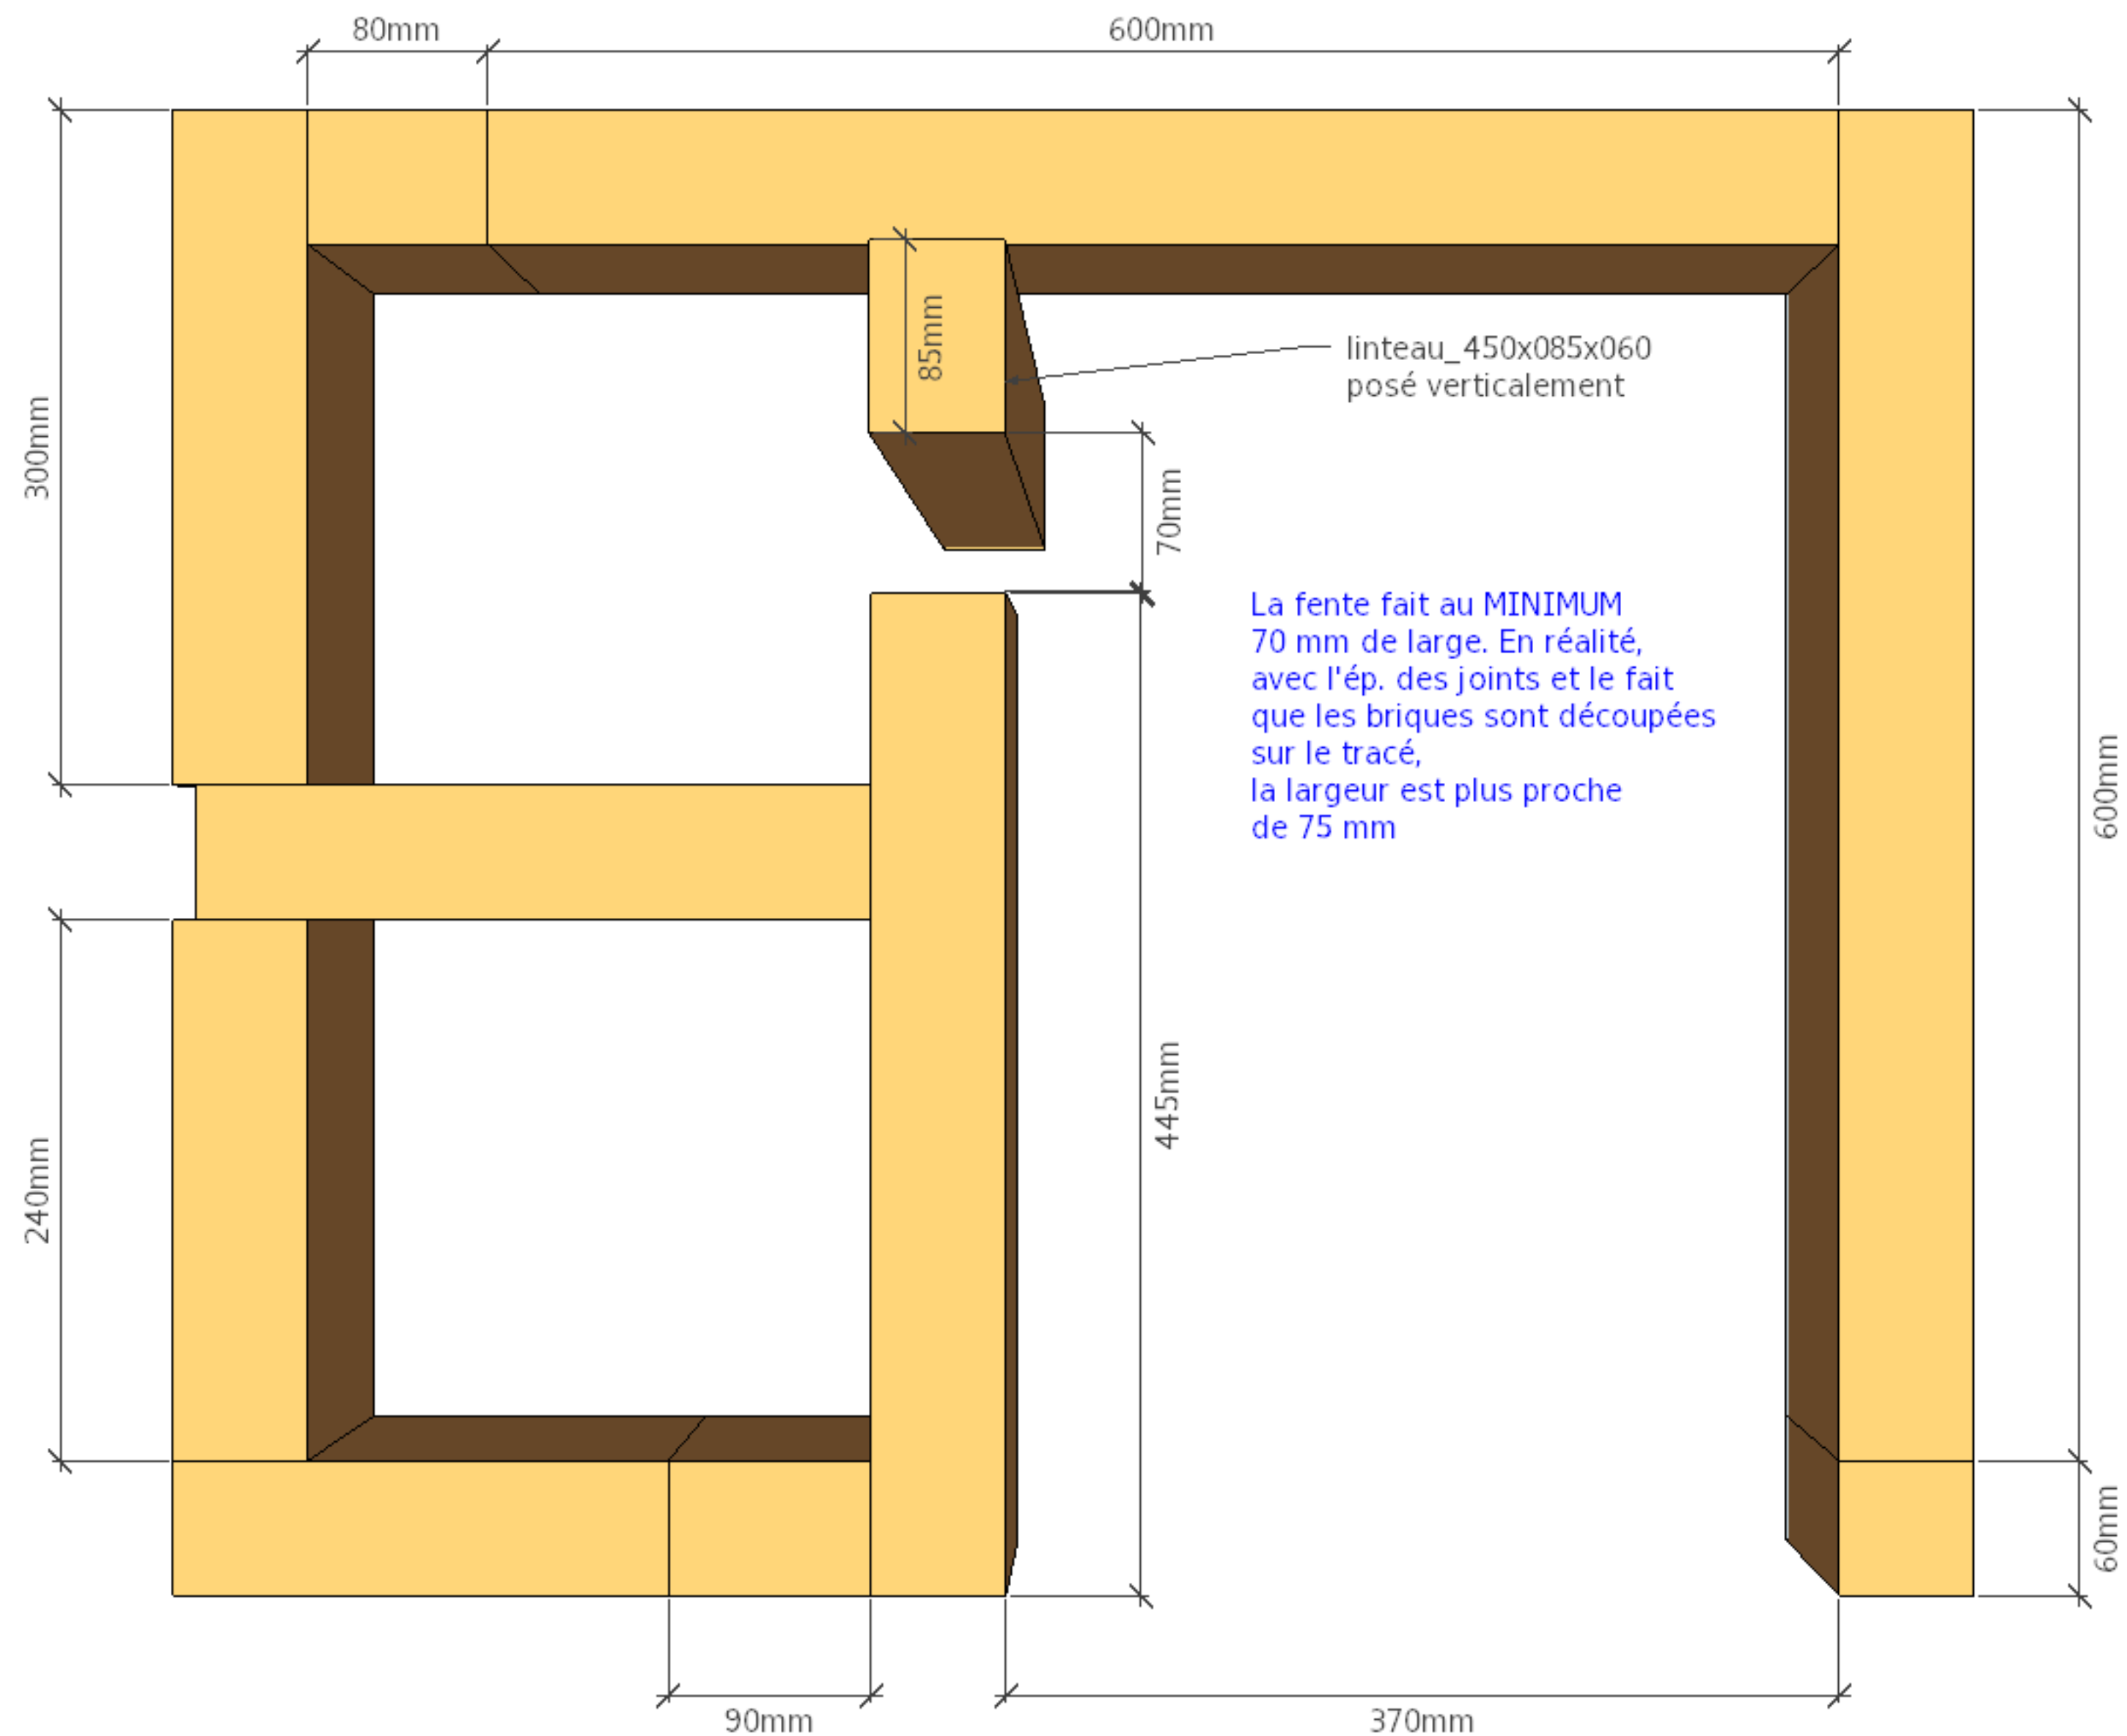 80mm
600mm
300mm
85mm
linteau_450x085x060
posé verticalement
70mm
La fente fait au MINIMUM
70 mm de large. En réalité,
avec l'ép. des joints et le fait
que les briques sont découpées
sur le tracé,
la largeur est plus proche
de 75 mm
600mm
445mm
240mm
60mm
90mm
370mm